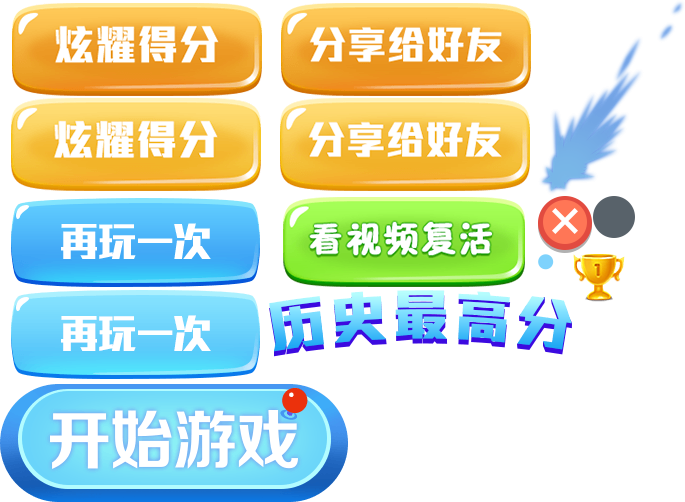 炫耀得分
分享给好友
炫耀得分
分享给好友
再玩一次
看视频复活
1
再玩一次
历史最高分
开始游戏